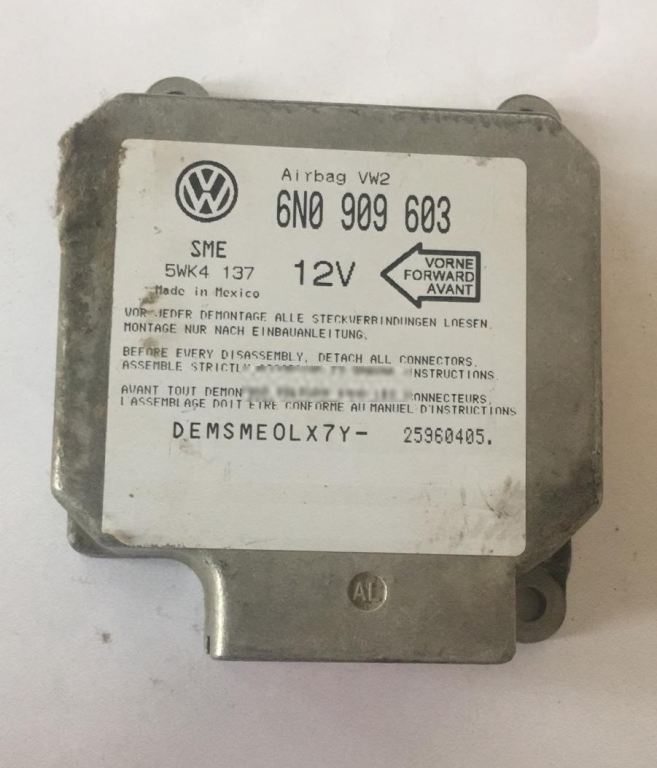 Airbag VW2
6N0 909 603
SME
5WK4 137
Made in Mexico
12V
VORNE
FORWARD
AVANT
VOR JEDER DEMONTAGE ALLE STECKVERBINDUNGEN LOESEN.
MONTAGE NUR NACH EINBAUANLEITUNG.
BEFORE EVERY DISASSEMBLY, DETACH ALL CONNECTORS.
ASSEMBLE STRICTLY INSTRUCTIONS.
AVANT TOUT
L'ASSEMBLAGE DOIT ETRE CONFORME AU MANUEL D'INSTRUCTIONS
DEMSMEOLX7Y- 25960405.
AL